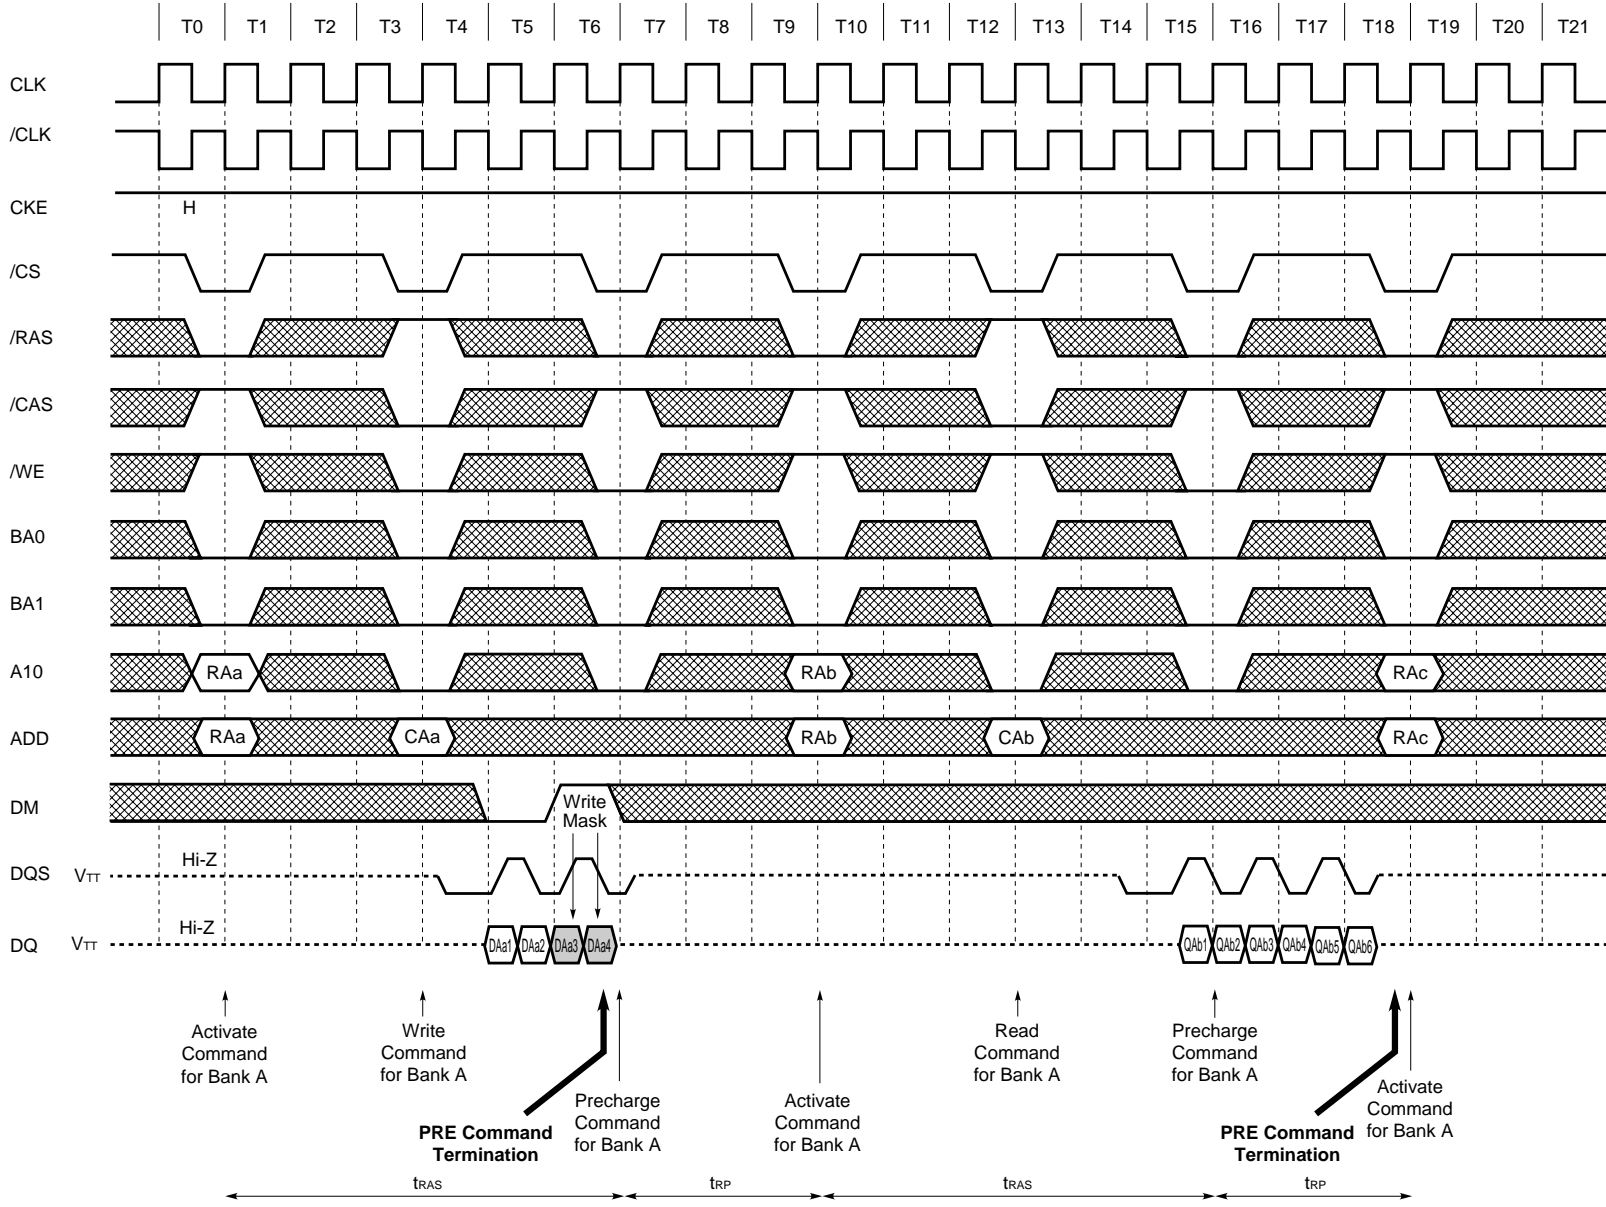 T0 T1 T2 T3 T4 T5 T6 T7 T8 T9 T10 T11 T12 T13 T14 T15 T16 T17 T18 T19 T20 T21
CLK
/CLK
CKE H
/CS
/RAS
/CAS
/WE
BA0
BA1
A10 RAa RAb RAc
ADD RAa CAa RAb CAb RAc
DM Write
Mask
DQS VTT Hi-Z
DQ VTT Hi-Z DAa1 DAa2 DAa3 DAa4 QAb1 QAb2 QAb3 QAb4 QAb5 QAb6
Activate
Command
for Bank A
Write
Command
for Bank A
PRE Command
Termination
Precharge
Command
for Bank A
Activate
Command
for Bank A
Read
Command
for Bank A
Precharge
Command
for Bank A
PRE Command
Termination
Activate
Command
for Bank A
tRAS tRP tRAS tRP